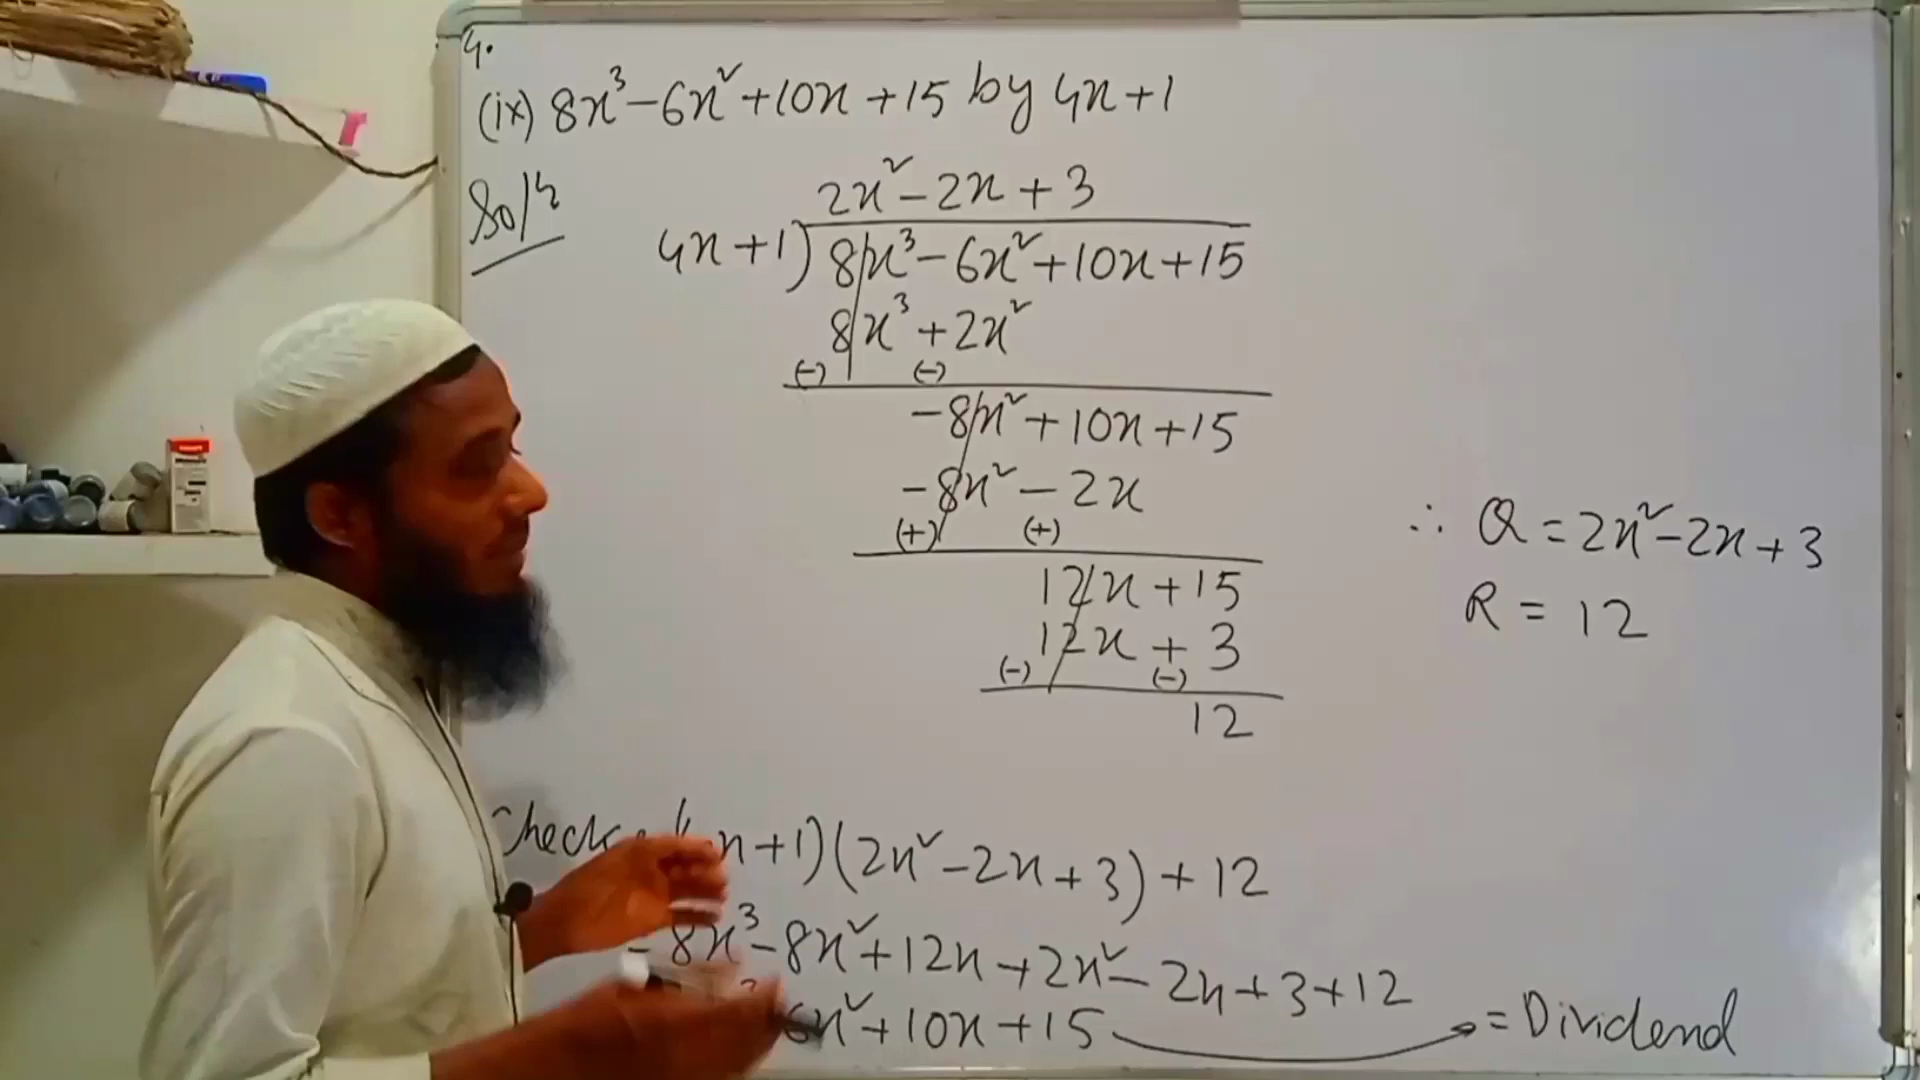 4.
(ix) 8x³-6x²+10x+15 by 4x+1
Solⁿ
2x²-2x+3
4x+1)8x³-6x²+10x+15
8x³+2x²
(-) (-)
-8x²+10x+15
-8x²-2x
(+) (+)
12x+15
12x+3
(-) (-)
12
∴ Q=2x²-2x+3
R=12
Check x+1)(2x²-2x+3)+12
= 8x³-8x²+12x+2x²-2x+3+12
6x²+10x+15 = Dividend